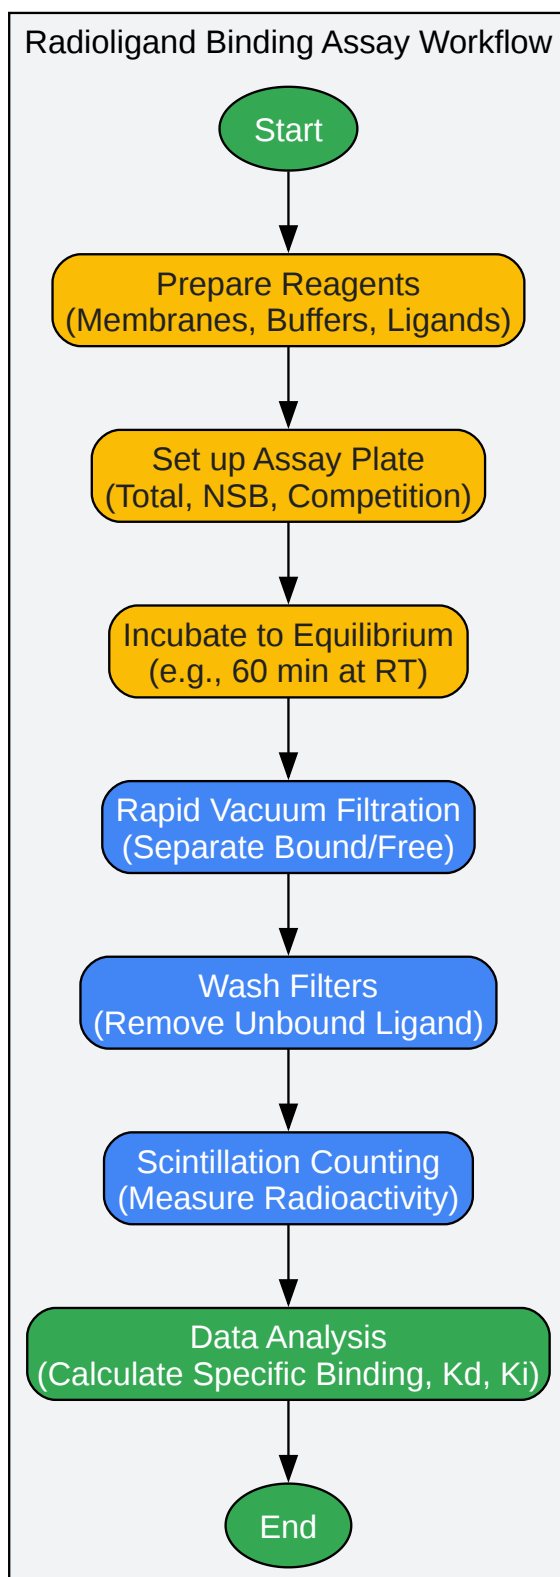 Radioligand Binding Assay Workflow
Start
Prepare Reagents
(Membranes, Buffers, Ligands)
Set up Assay Plate
(Total, NSB, Competition)
Incubate to Equilibrium
(e.g., 60 min at RT)
Rapid Vacuum Filtration
(Separate Bound/Free)
Wash Filters
(Remove Unbound Ligand)
Scintillation Counting
(Measure Radioactivity)
Data Analysis
(Calculate Specific Binding, Kd, Ki)
End